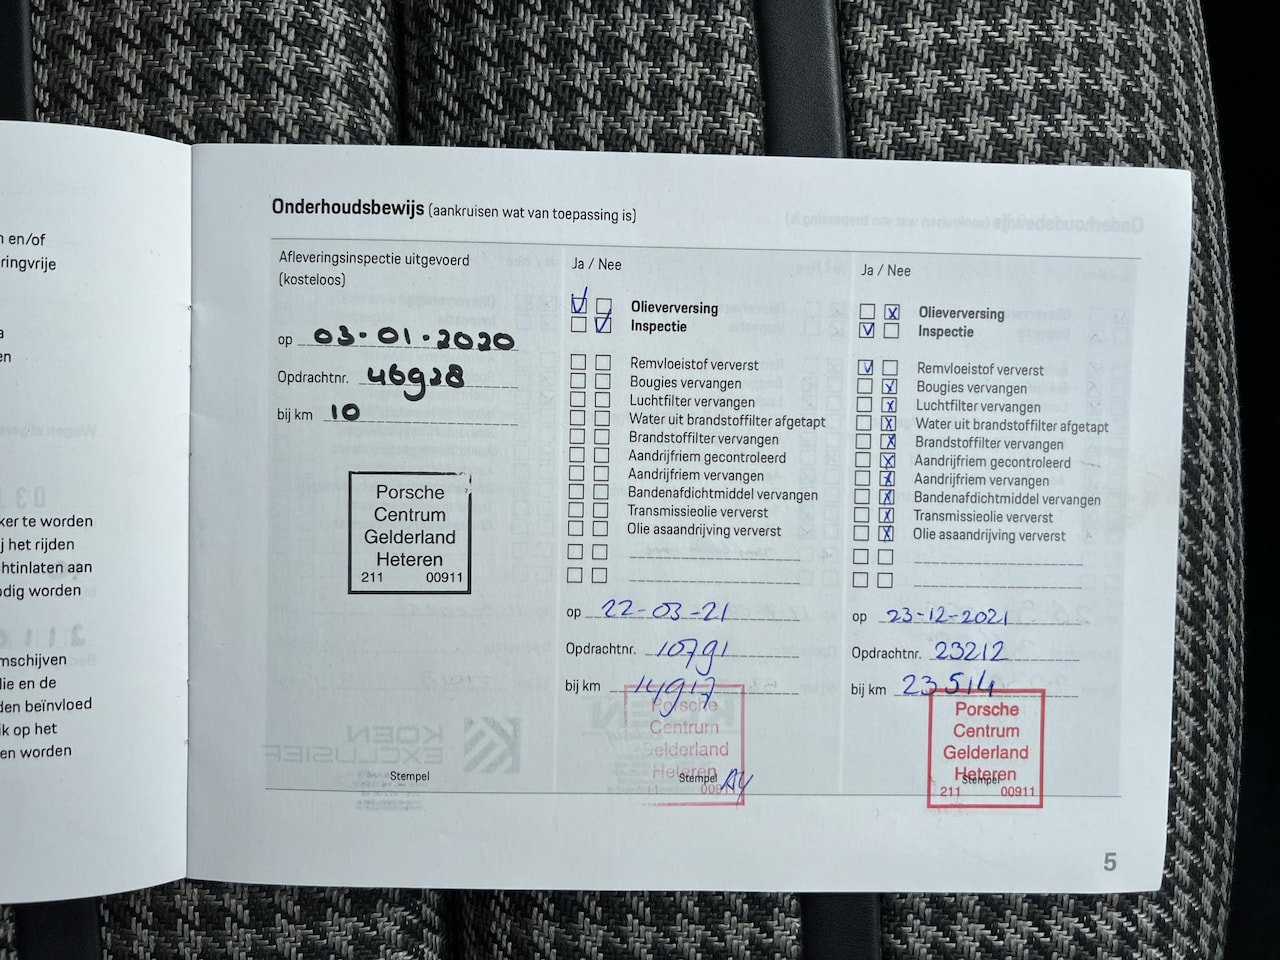 n en/of
ringvrije
en
ker te worden
j het rijden
htinlaten aan
odig worden
mschijven
lie en de
den beïnvloed
ik op het
en worden
Onderhoudsbewijs (aankruisen wat van toepassing is)
Afleveringsinspectie uitgevoerd
(kosteloos)
op 03-01-2020
Opdrachtnr. 46928
bij km 10
Porsche
Centrum
Gelderland
Heteren
211 00911
Stempel
Ja / Nee
Olieverversing
Inspectie
Remvloeistof ververst
Bougies vervangen
Luchtfilter vervangen
Water uit brandstoffilter afgetapt
Brandstoffilter vervangen
Aandrijfriem gecontroleerd
Aandrijfriem vervangen
Bandenafdichtmiddel vervangen
Transmissieolie ververst
Olie asaandrijving ververst
op 22-03-21
Opdrachtnr. 10791
bij km 14917
Porsche
Centrum
Gelderland
Heteren
Stempel
Ja / Nee
Olieverversing
Inspectie
Remvloeistof ververst
Bougies vervangen
Luchtfilter vervangen
Water uit brandstoffilter afgetapt
Brandstoffilter vervangen
Aandrijfriem gecontroleerd
Aandrijfriem vervangen
Bandenafdichtmiddel vervangen
Transmissieolie ververst
Olie asaandrijving ververst
op 23-12-2021
Opdrachtnr. 23212
bij km 23514
Porsche
Centrum
Gelderland
Heteren
Stempel
211 00911
5